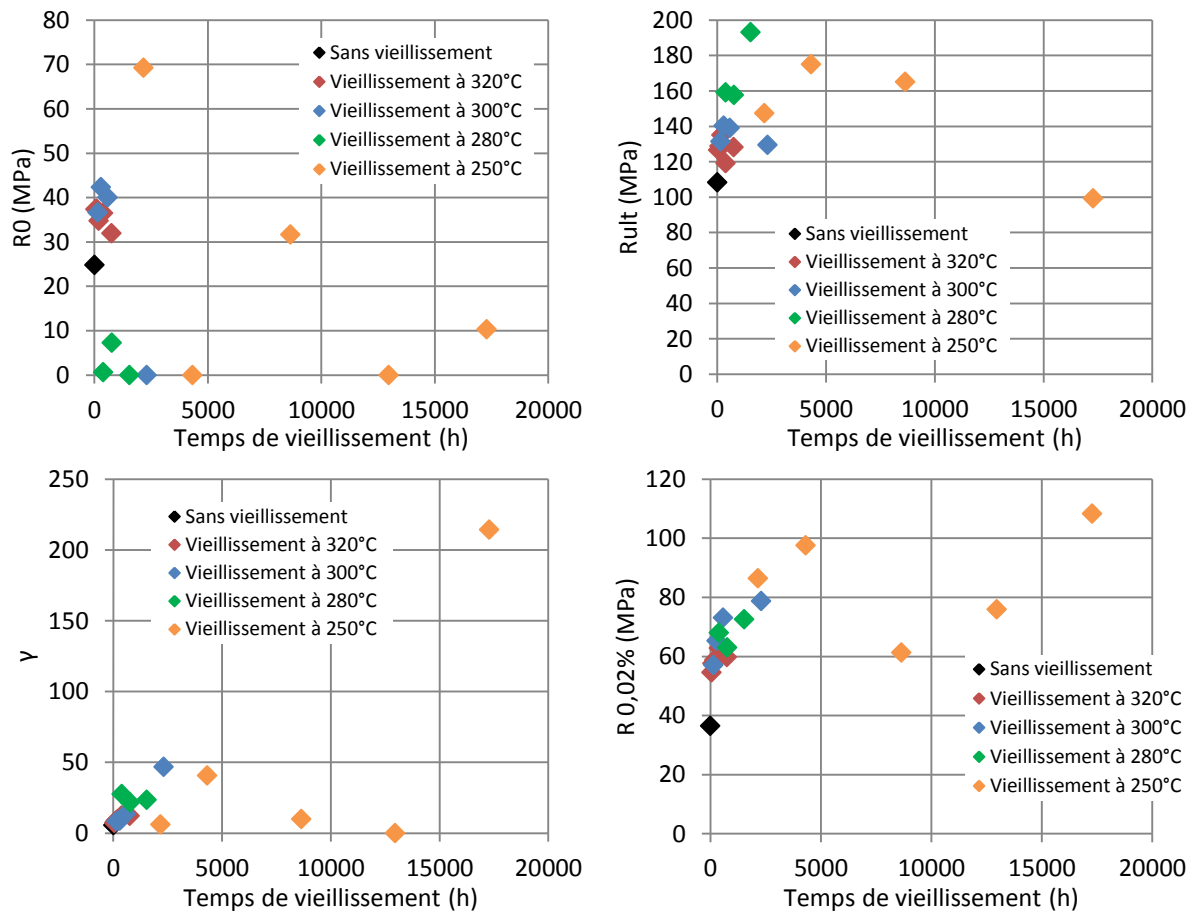 80
70
60
50
40
30
20
10
0
R0 (MPa)
0 5000 10000 15000 20000
Temps de vieillissement (h)
Sans vieillissement
Vieillissement à 320°C
Vieillissement à 300°C
Vieillissement à 280°C
Vieillissement à 250°C
200
180
160
140
120
100
80
60
40
20
0
Rult (MPa)
0 5000 10000 15000 20000
Temps de vieillissement (h)
Sans vieillissement
Vieillissement à 320°C
Vieillissement à 300°C
Vieillissement à 280°C
Vieillissement à 250°C
250
200
150
100
50
0
γ
0 5000 10000 15000 20000
Temps de vieillissement (h)
Sans vieillissement
Vieillissement à 320°C
Vieillissement à 300°C
Vieillissement à 280°C
Vieillissement à 250°C
120
100
80
60
40
20
0
R 0,02% (MPa)
0 5000 10000 15000 20000
Temps de vieillissement (h)
Sans vieillissement
Vieillissement à 320°C
Vieillissement à 300°C
Vieillissement à 280°C
Vieillissement à 250°C